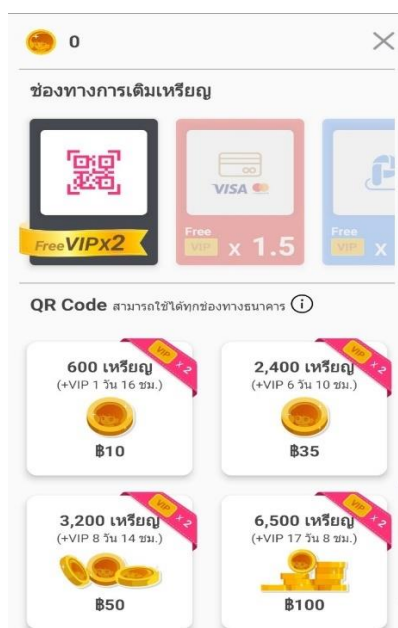 0
ช่องทางการเติมเหรียญ
VISA
FreeVIPX2
Free
VIP x 1.5
Free
VIP x
QR Code สามารถใช้ได้ทุกช่องทางธนาคาร
VIP x 2
600 เหรียญ
(+VIP 1 วัน 16 ชม.)
฿10
VIP x 2
2,400 เหรียญ
(+VIP 6 วัน 10 ชม.)
฿35
VIP x 2
3,200 เหรียญ
(+VIP 8 วัน 14 ชม.)
฿50
VIP x 2
6,500 เหรียญ
(+VIP 17 วัน 8 ชม.)
฿100